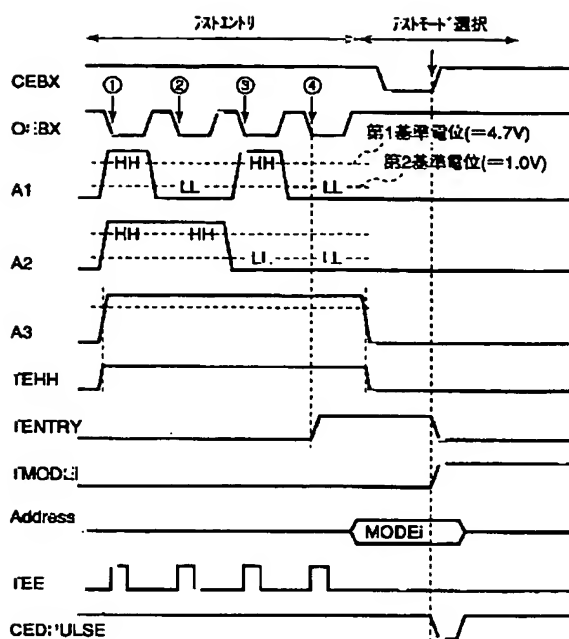 テストエントリ テストモード選択
CEBX
① ② ③ ④
OEBX
第1基準電位(=4.7V)
HH HH 第2基準電位(=1.0V)
A1 LL LL
HH HH
A2 LL LL
A3
TEHH
TENTRY
TMODEi
Address MODEi
TEE